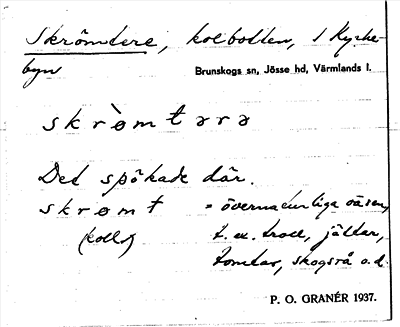 Skrömtere, kolbotten, i Kyrke-
byn
Brunskogs sn, Jösse hd, Värmlands l.
skrømtərə
Det spökade där.
skrømt = övernaturliga väsen,
(koll) t. ex. troll, jättar,
tomtar, skogsrå o.d.
P. O. GRANÉR 1937.